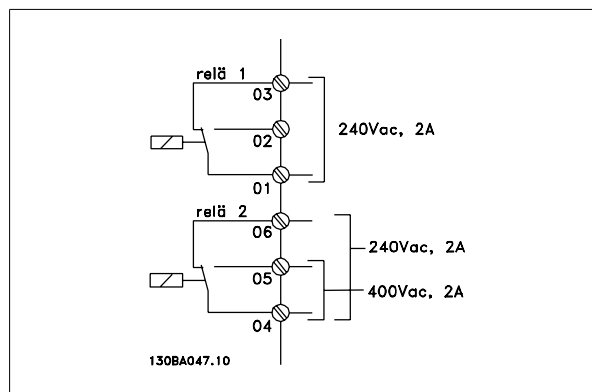 relä 1
03
02
240Vac, 2A
01
relä 2
06
240Vac, 2A
05
400Vac, 2A
04
130BA047.10